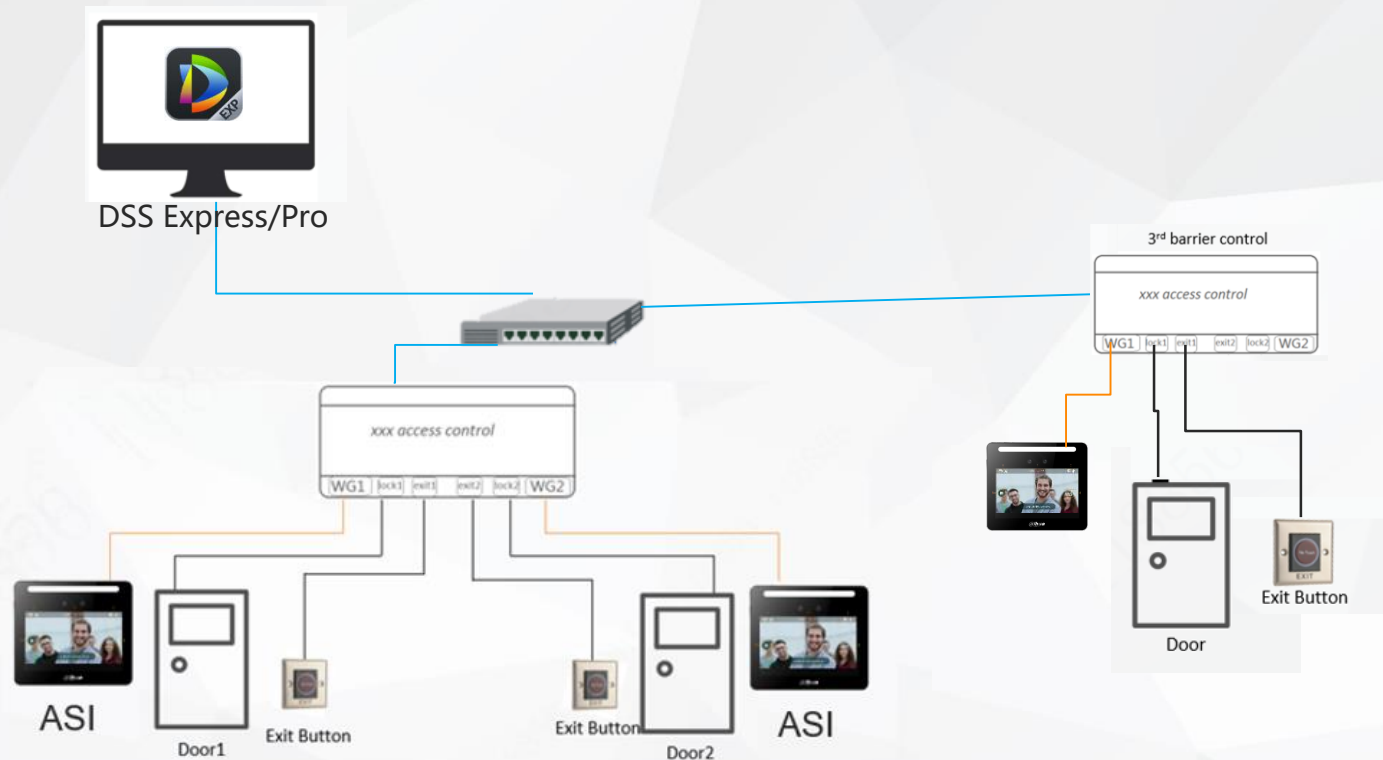 EXP
DSS Express/Pro
3rd barrier control
xxx access control
WG1 lock1 exit1 exit2 lock2 WG2
xxx access control
WG1 lock1 exit1 exit2 lock2 WG2
EXIT
Exit Button
Door
ASI
Door1
Exit Button
Exit Button
Door2
ASI